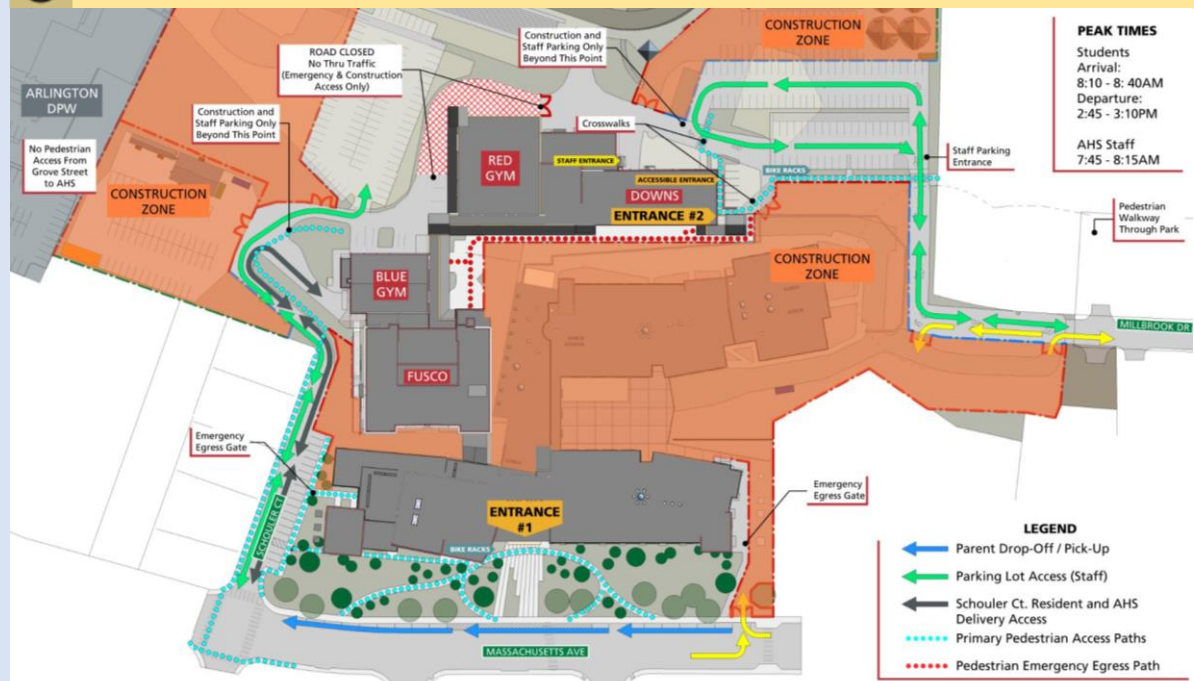 CONSTRUCTION
ZONE
Construction and
Staff Parking Only
Beyond This Point
PEAK TIMES
Students
Arrival:
8:10 - 8: 40AM
Departure:
2:45 - 3:10PM
AHS Staff
7:45 - 8:15AM
ROAD CLOSED
No Thru Traffic
(Emergency & Construction
Access Only)
ARLINGTON
DPW
Construction and
Staff Parking Only
Beyond This Point
Crosswalks
No Pedestrian
Access From
Grove Street
to AHS
Staff Parking
Entrance
RED
GYM
STAFF ENTRANCE
ACCESSIBLE ENTRANCE
BIKE RACKS
CONSTRUCTION
ZONE
DOWNS
ENTRANCE #2
Pedestrian
Walkway
Through Park
CONSTRUCTION
ZONE
BLUE
GYM
MILLBROOK DR
FUSCO
Emergency
Egress Gate
Emergency
Egress Gate
SCHOULER CT
ENTRANCE
#1
BIKE RACKS
MASSACHUSETTS AVE
LEGEND
Parent Drop-Off / Pick-Up
Parking Lot Access (Staff)
Schouler Ct. Resident and AHS
Delivery Access
Primary Pedestrian Access Paths
Pedestrian Emergency Egress Path